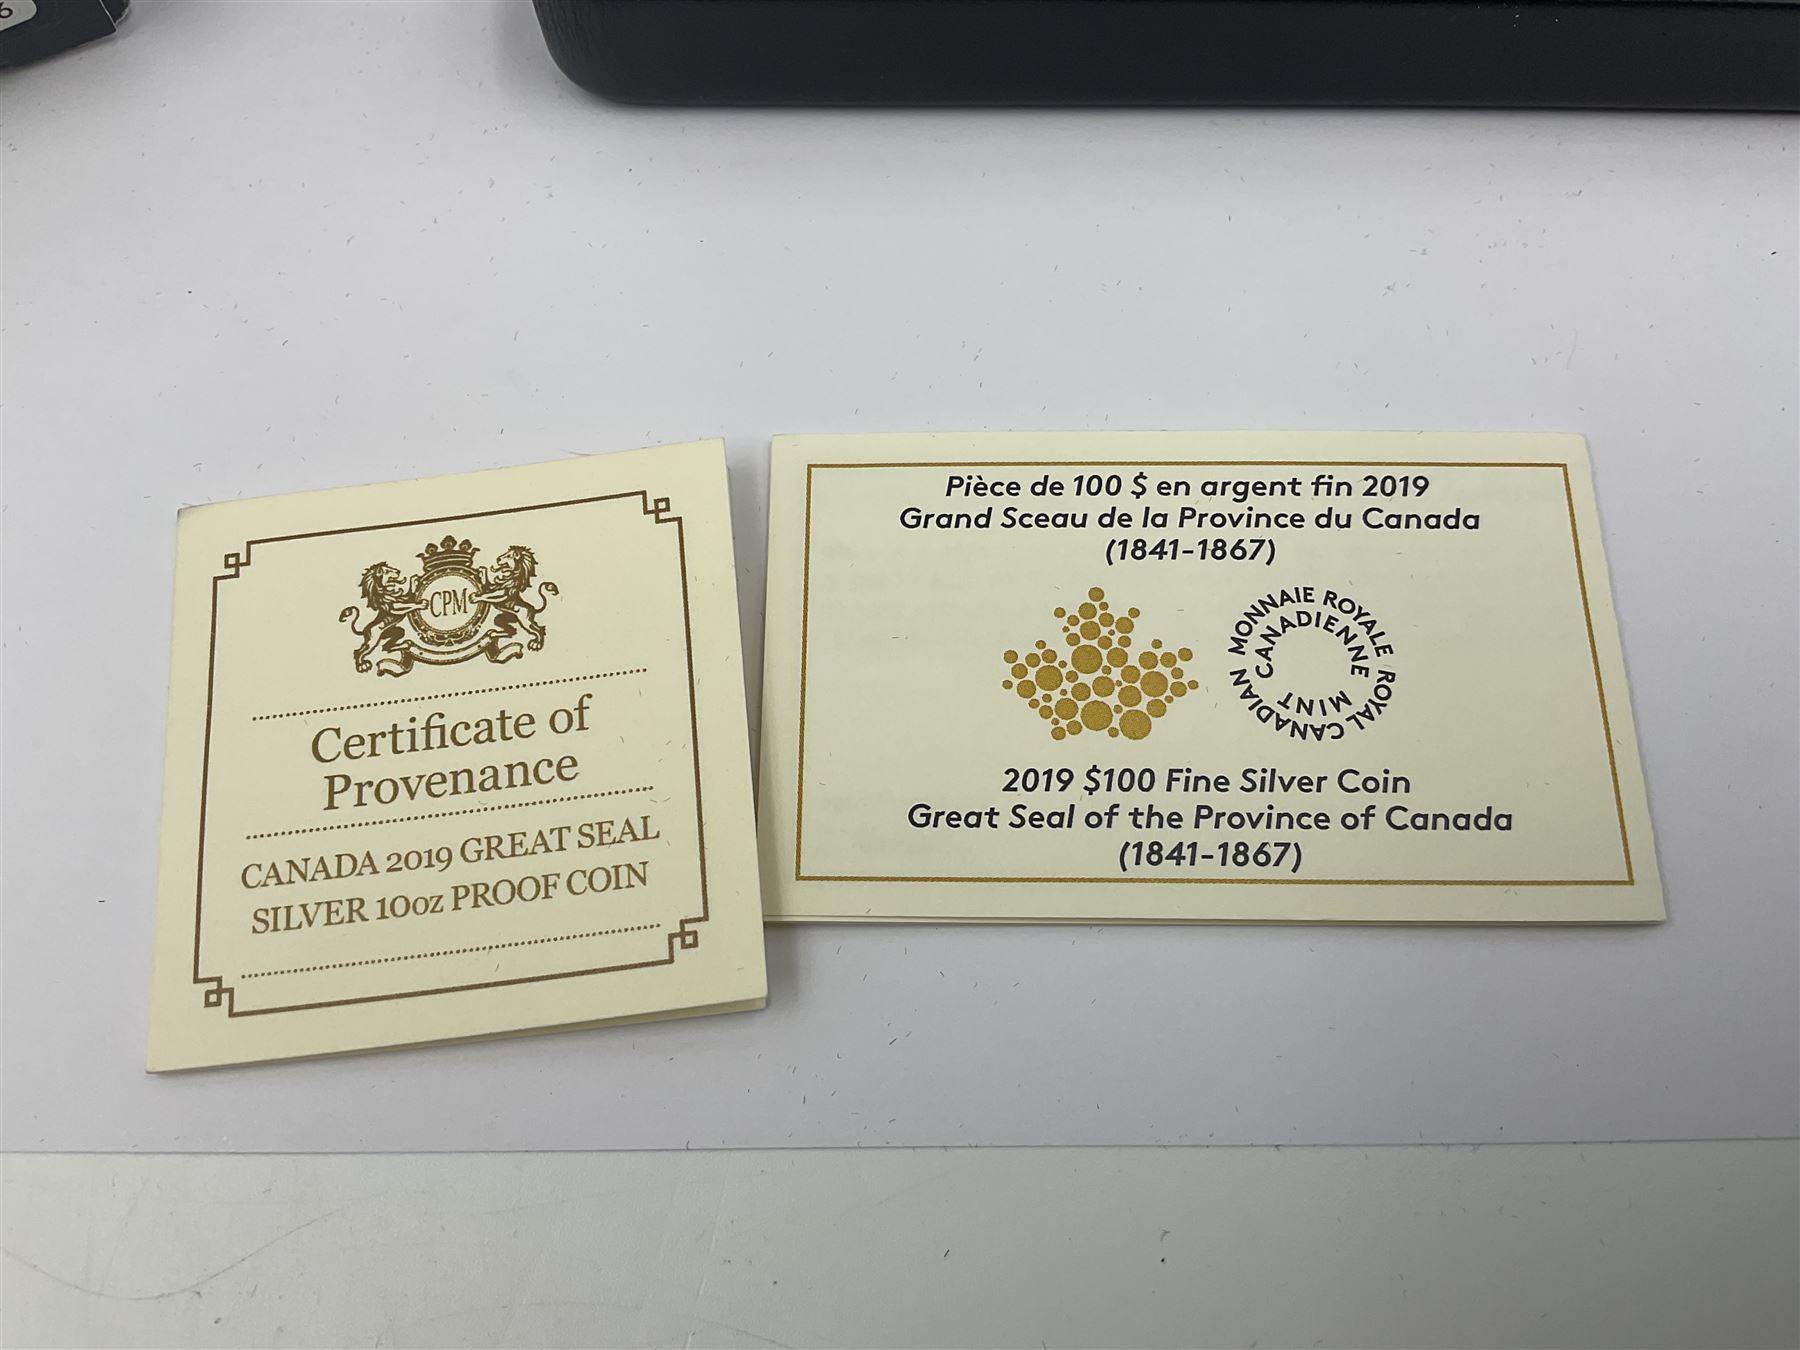 6
CPM
Certificate of
Provenance
CANADA 2019 GREAT SEAL
SILVER 10oz PROOF COIN
Pièce de 100 $ en argent fin 2019
Grand Sceau de la Province du Canada
(1841-1867)
MONNAIE ROYALE CANADIENNE
ROYAL CANADIAN MINT
2019 $100 Fine Silver Coin
Great Seal of the Province of Canada
(1841-1867)